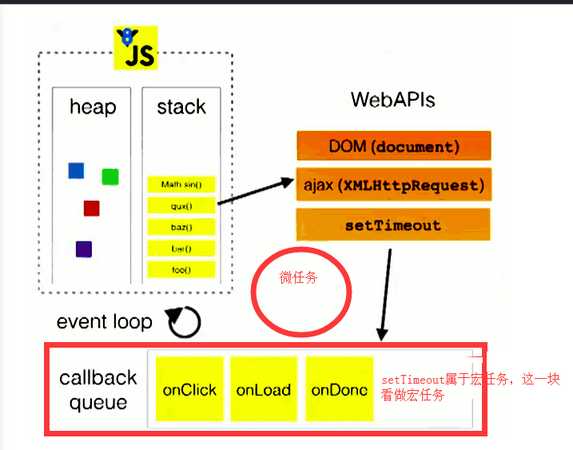 JS
heap
stack
WebAPIs
DOM (document)
ajax (XMLHttpRequest)
setTimeout
Math sin()
qux()
baz()
bar()
foo()
微任务
event loop
callback
queue
onClick
onLoad
onDone
setTimeout属于宏任务，这一块
看做宏任务